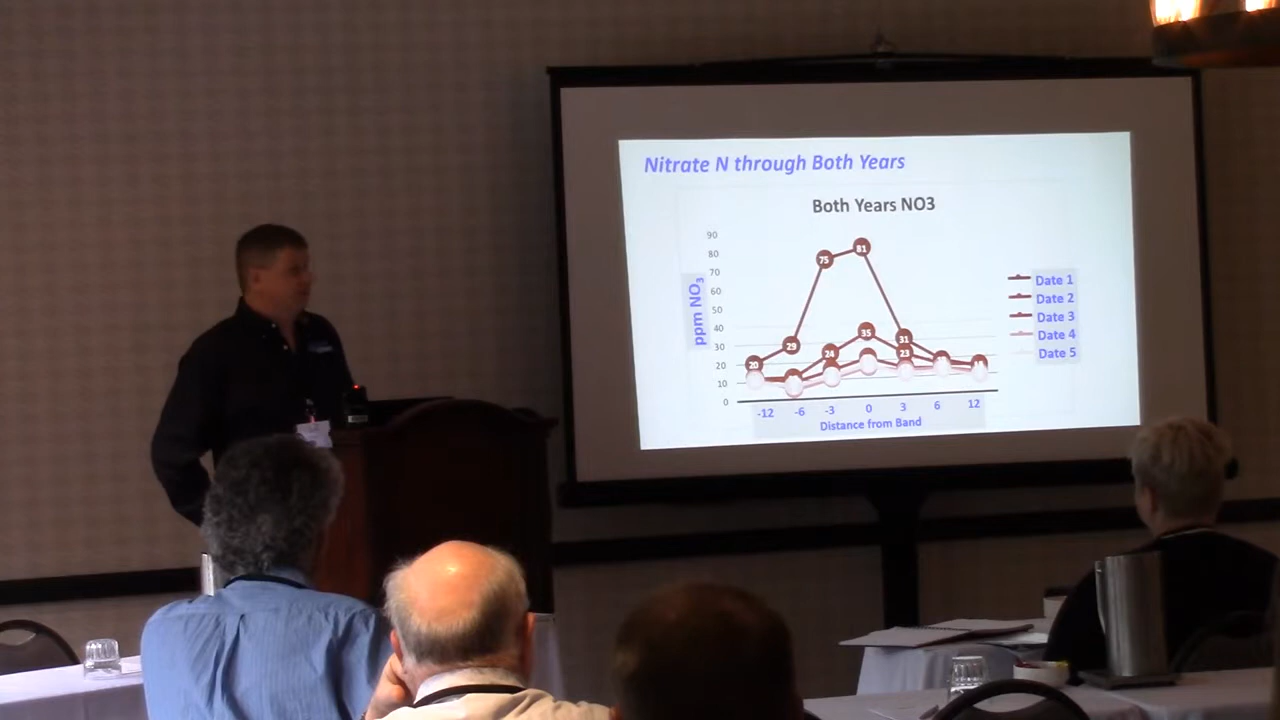 Nitrate N through Both Years
Both Years NO3
90
80
70
60
50
40
30
20
10
0
ppm NO3
81
75
35
31
29
24
23
20
-12 -6 -3 0 3 6 12
Distance from Band
Date 1
Date 2
Date 3
Date 4
Date 5